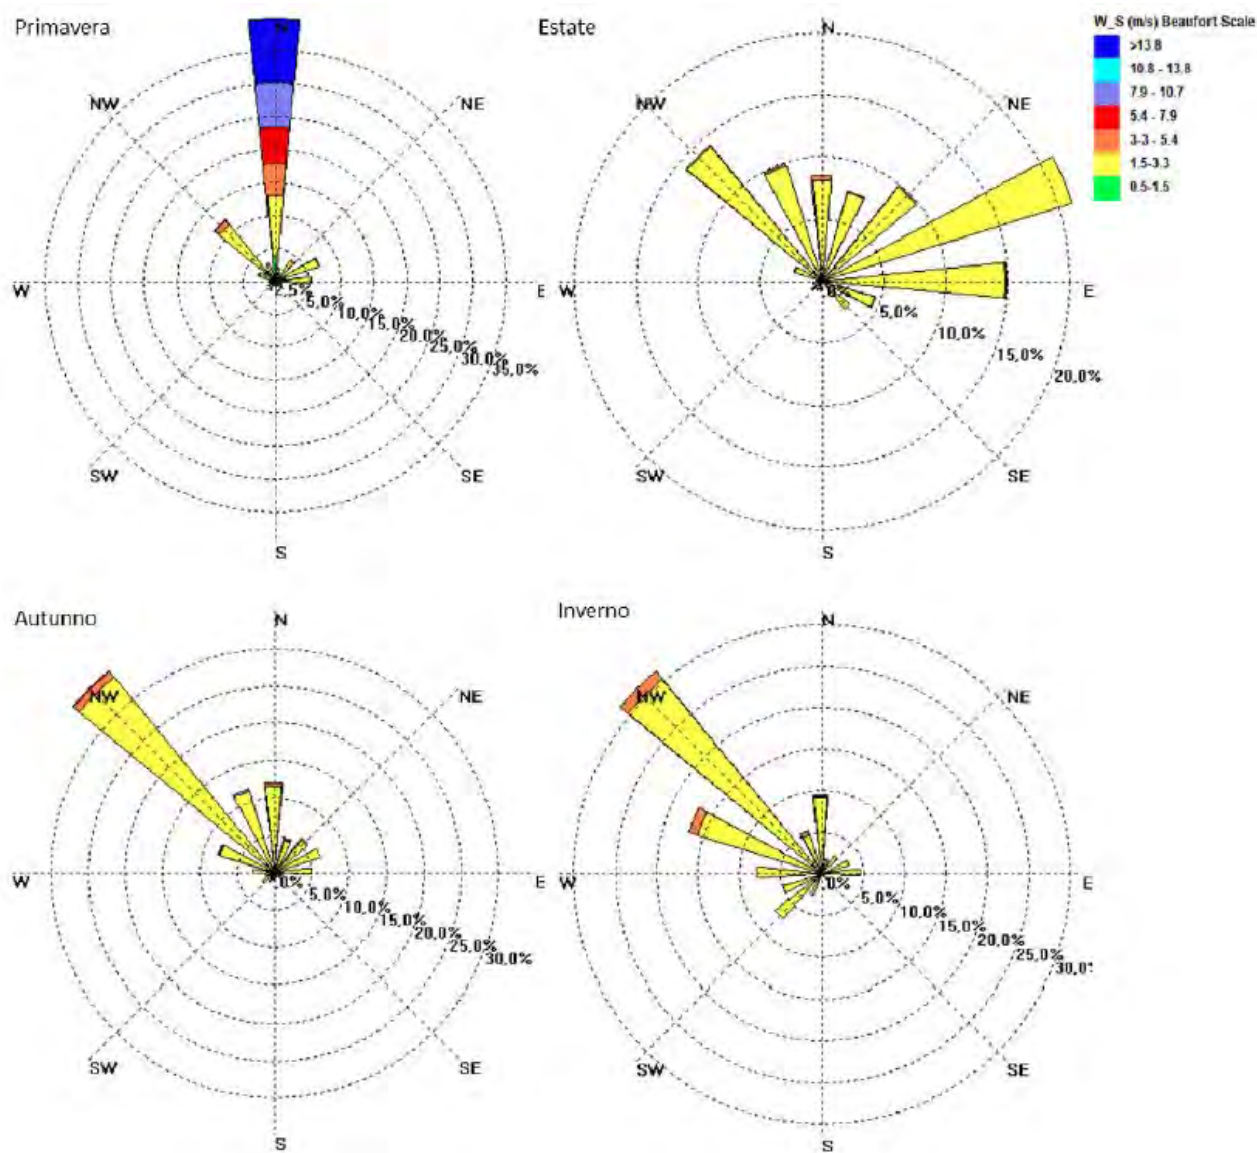 Primavera
N
NW
NE
W
E
2.5%
5.0%
10.0%
15.0%
20.0%
25.0%
30.0%
35.0%
SW
SE
S
Estate
N
NW
NE
W
E
0%
5.0%
10.0%
15.0%
20.0%
SW
SE
S
W_S (m/s) Beaufort Scale
>13.8
10.8 - 13.8
7.9 - 10.7
5.4 - 7.9
3-3 - 5.4
1.5-3.3
0.5-1.5
Autunno
N
NW
NE
W
E
0%
5.0%
10.0%
15.0%
20.0%
25.0%
30.0%
SW
SE
S
Inverno
N
NW
NE
W
E
0%
5.0%
10.0%
15.0%
20.0%
25.0%
30.0%
SW
SE
S